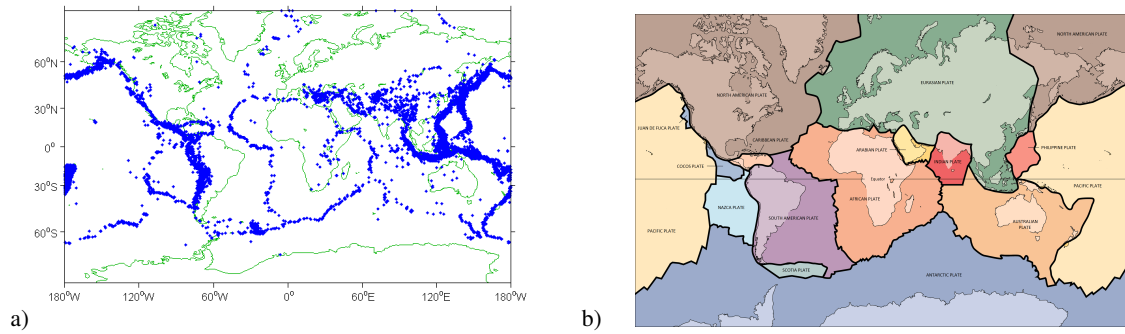 60°N
30°N
0°
30°S
60°S
180°W
120°W
60°W
0°
60°E
120°E
180°W
a)
NORTH AMERICAN PLATE
EURASIAN PLATE
NORTH AMERICAN PLATE
JUAN DE FUCA PLATE
CARIBBEAN PLATE
ARABIAN PLATE
PHILIPPINE PLATE
INDIAN PLATE
COCOS PLATE
Equator
PACIFIC PLATE
AFRICAN PLATE
NAZCA PLATE
SOUTH AMERICAN PLATE
AUSTRALIAN
PLATE
PACIFIC PLATE
SCOTIA PLATE
ANTARCTIC PLATE
b)